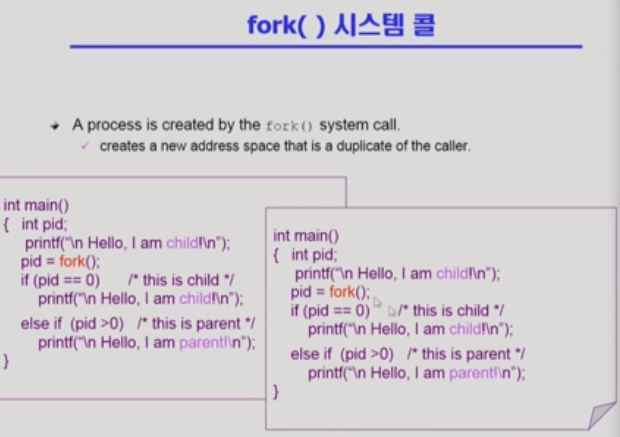 fork( ) 시스템 콜
A process is created by the fork() system call.
creates a new address space that is a duplicate of the caller.
int main()
{ int pid;
printf("\n Hello, I am child!\n");
pid = fork();
if (pid == 0) /* this is child */
printf("\n Hello, I am child!\n");
else if (pid >0) /* this is parent */
printf("\n Hello, I am parent!\n");
}
int main()
{ int pid;
printf("\n Hello, I am child!\n");
pid = fork();
if (pid == 0) /* this is child */
printf("\n Hello, I am child!\n");
else if (pid >0) /* this is parent */
printf("\n Hello, I am parent!\n");
}